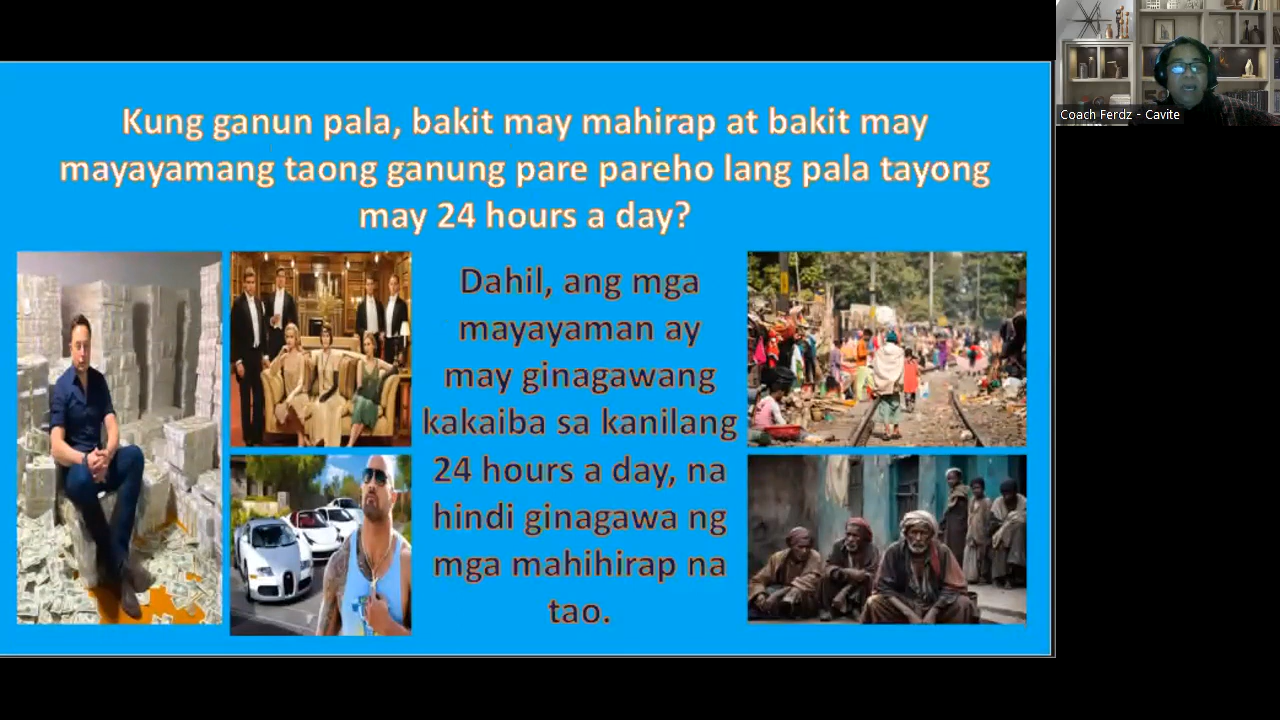 Kung ganun pala, bakit may mahirap at bakit may
mayayamang taong ganung pare pareho lang pala tayong
may 24 hours a day?
Dahil, ang mga
mayayaman ay
may ginagawang
kakaiba sa kanilang
24 hours a day, na
hindi ginagawa ng
mga mahihirap na
tao.
Coach Ferdz - Cavite